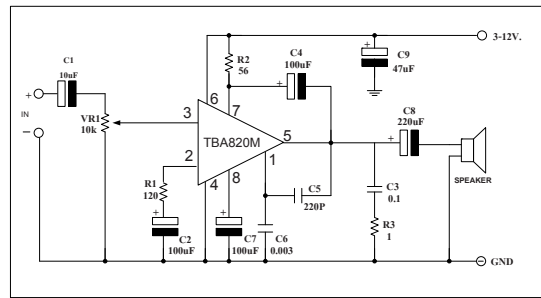 C1
10uF
+
IN
−
VR1
10k
R2
56
C4
100uF
+
+
C9
47uF
3-12V.
6
7
3
TBA820M
5
2
1
4
8
C8
220uF
+
SPEAKER
R1
120
+
C2
100uF
+
C7
100uF
C5
220P
C6
0.003
C3
0.1
R3
1
GND